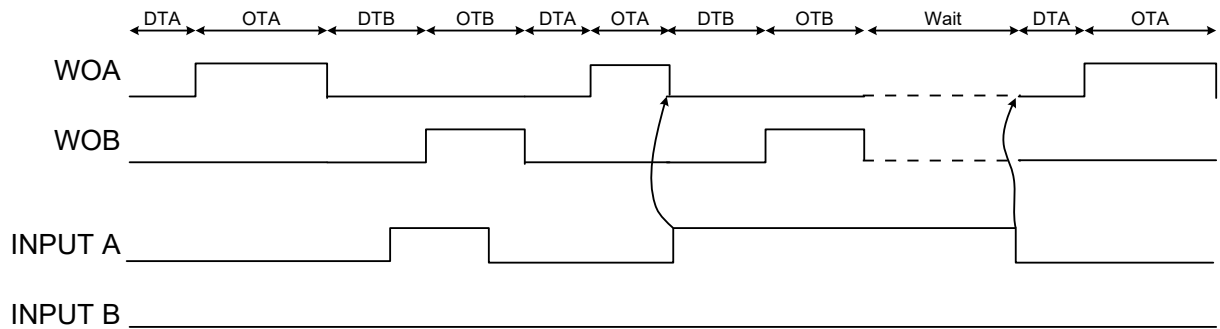 DTA OTA DTB OTB DTA OTA DTB OTB Wait DTA OTA
WOA
WOB
INPUT A
INPUT B